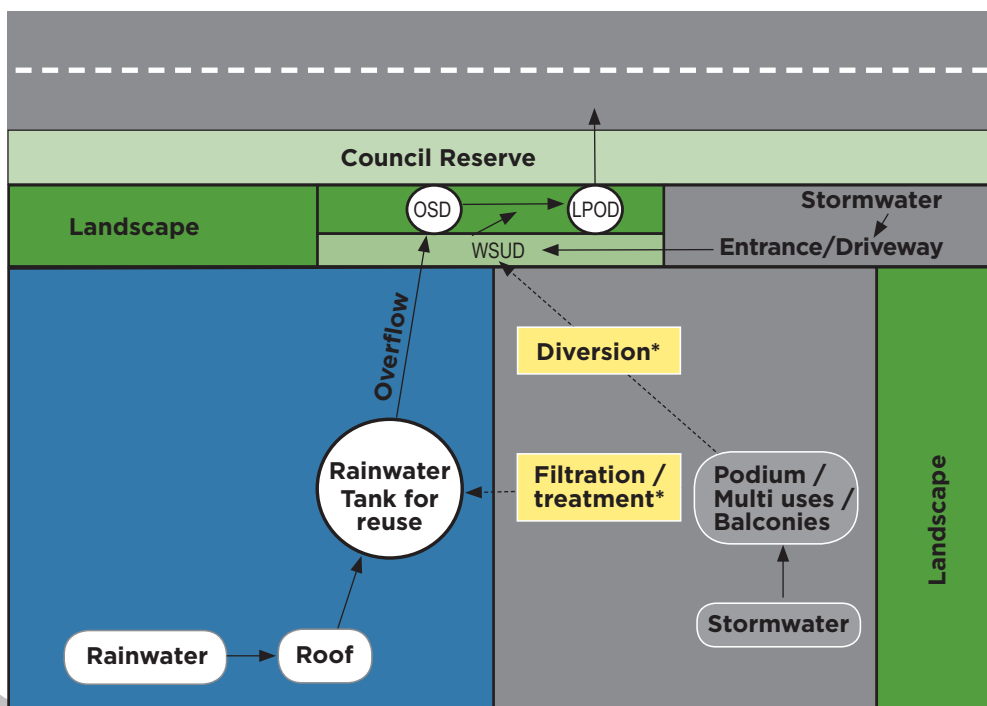 Council Reserve
Landscape
OSD
LPOD
Stormwater
WSUD
Entrance/Driveway
Overflow
Diversion*
Rainwater
Tank for
reuse
Filtration /
treatment*
Podium /
Multi uses /
Balconies
Landscape
Stormwater
Rainwater
Roof